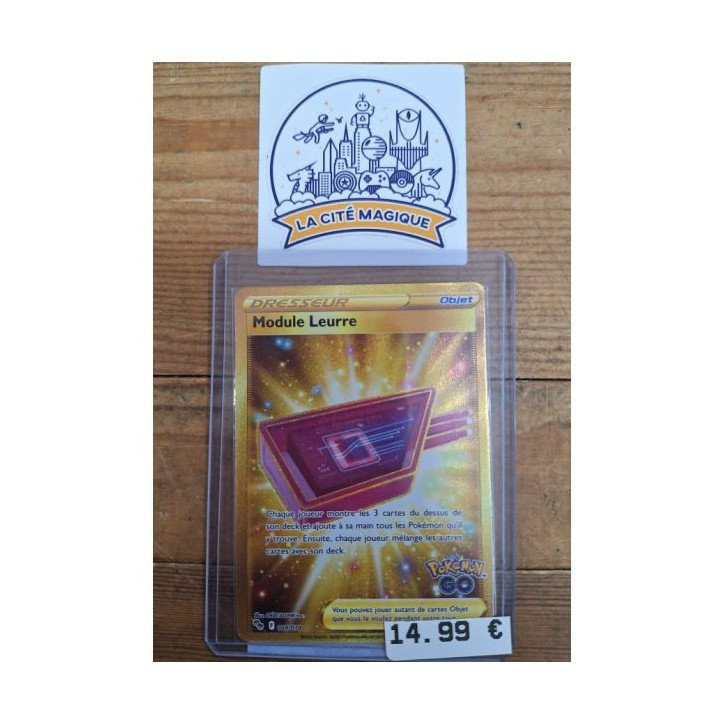 LA CITÉ MAGIQUE
DRESSEUR
Objet
Module Leurre
Chaque joueur montre les 3 cartes du dessus de
son deck et ajoute à sa main tous les Pokémon qu'il
y trouve. Ensuite, chaque joueur mélange les autres
cartes avec son deck.
Pokémon
GO
Vous pouvez jouer autant de cartes Objet
que vous le voulez pendant votre tour.
14.99 €